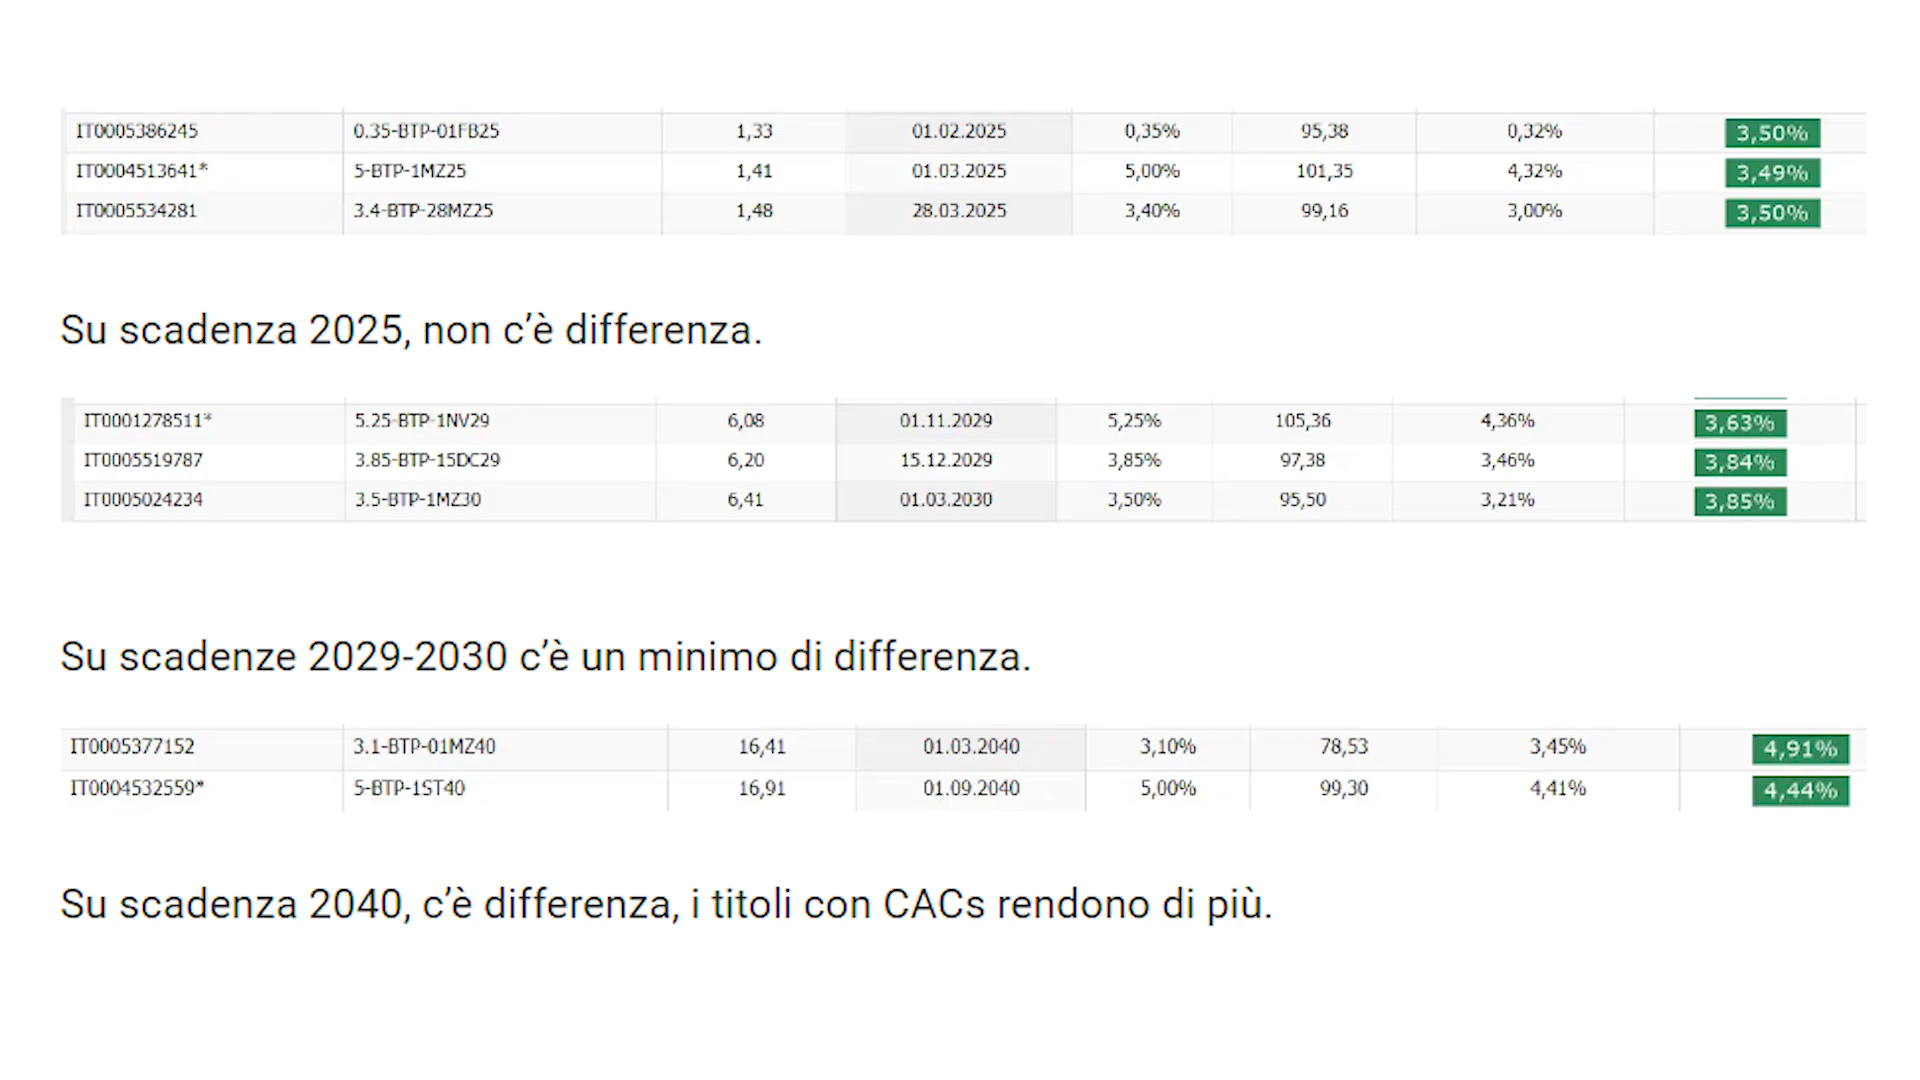 IT0005386245 0.35-BTP-01FB25 1,33 01.02.2025 0,35% 95,38 0,32% 3,50%
IT0004513641* 5-BTP-1MZ25 1,41 01.03.2025 5,00% 101,35 4,32% 3,49%
IT0005534281 3.4-BTP-28MZ25 1,48 28.03.2025 3,40% 99,16 3,00% 3,50%
Su scadenza 2025, non c’è differenza.
IT0001278511* 5.25-BTP-1NV29 6,08 01.11.2029 5,25% 105,36 4,36% 3,63%
IT0005519787 3.85-BTP-15DC29 6,20 15.12.2029 3,85% 97,38 3,46% 3,84%
IT0005024234 3.5-BTP-1MZ30 6,41 01.03.2030 3,50% 95,50 3,21% 3,85%
Su scadenze 2029-2030 c’è un minimo di differenza.
IT0005377152 3.1-BTP-01MZ40 16,41 01.03.2040 3,10% 78,53 3,45% 4,91%
IT0004532559* 5-BTP-1ST40 16,91 01.09.2040 5,00% 99,30 4,41% 4,44%
Su scadenza 2040, c’è differenza, i titoli con CACs rendono di più.